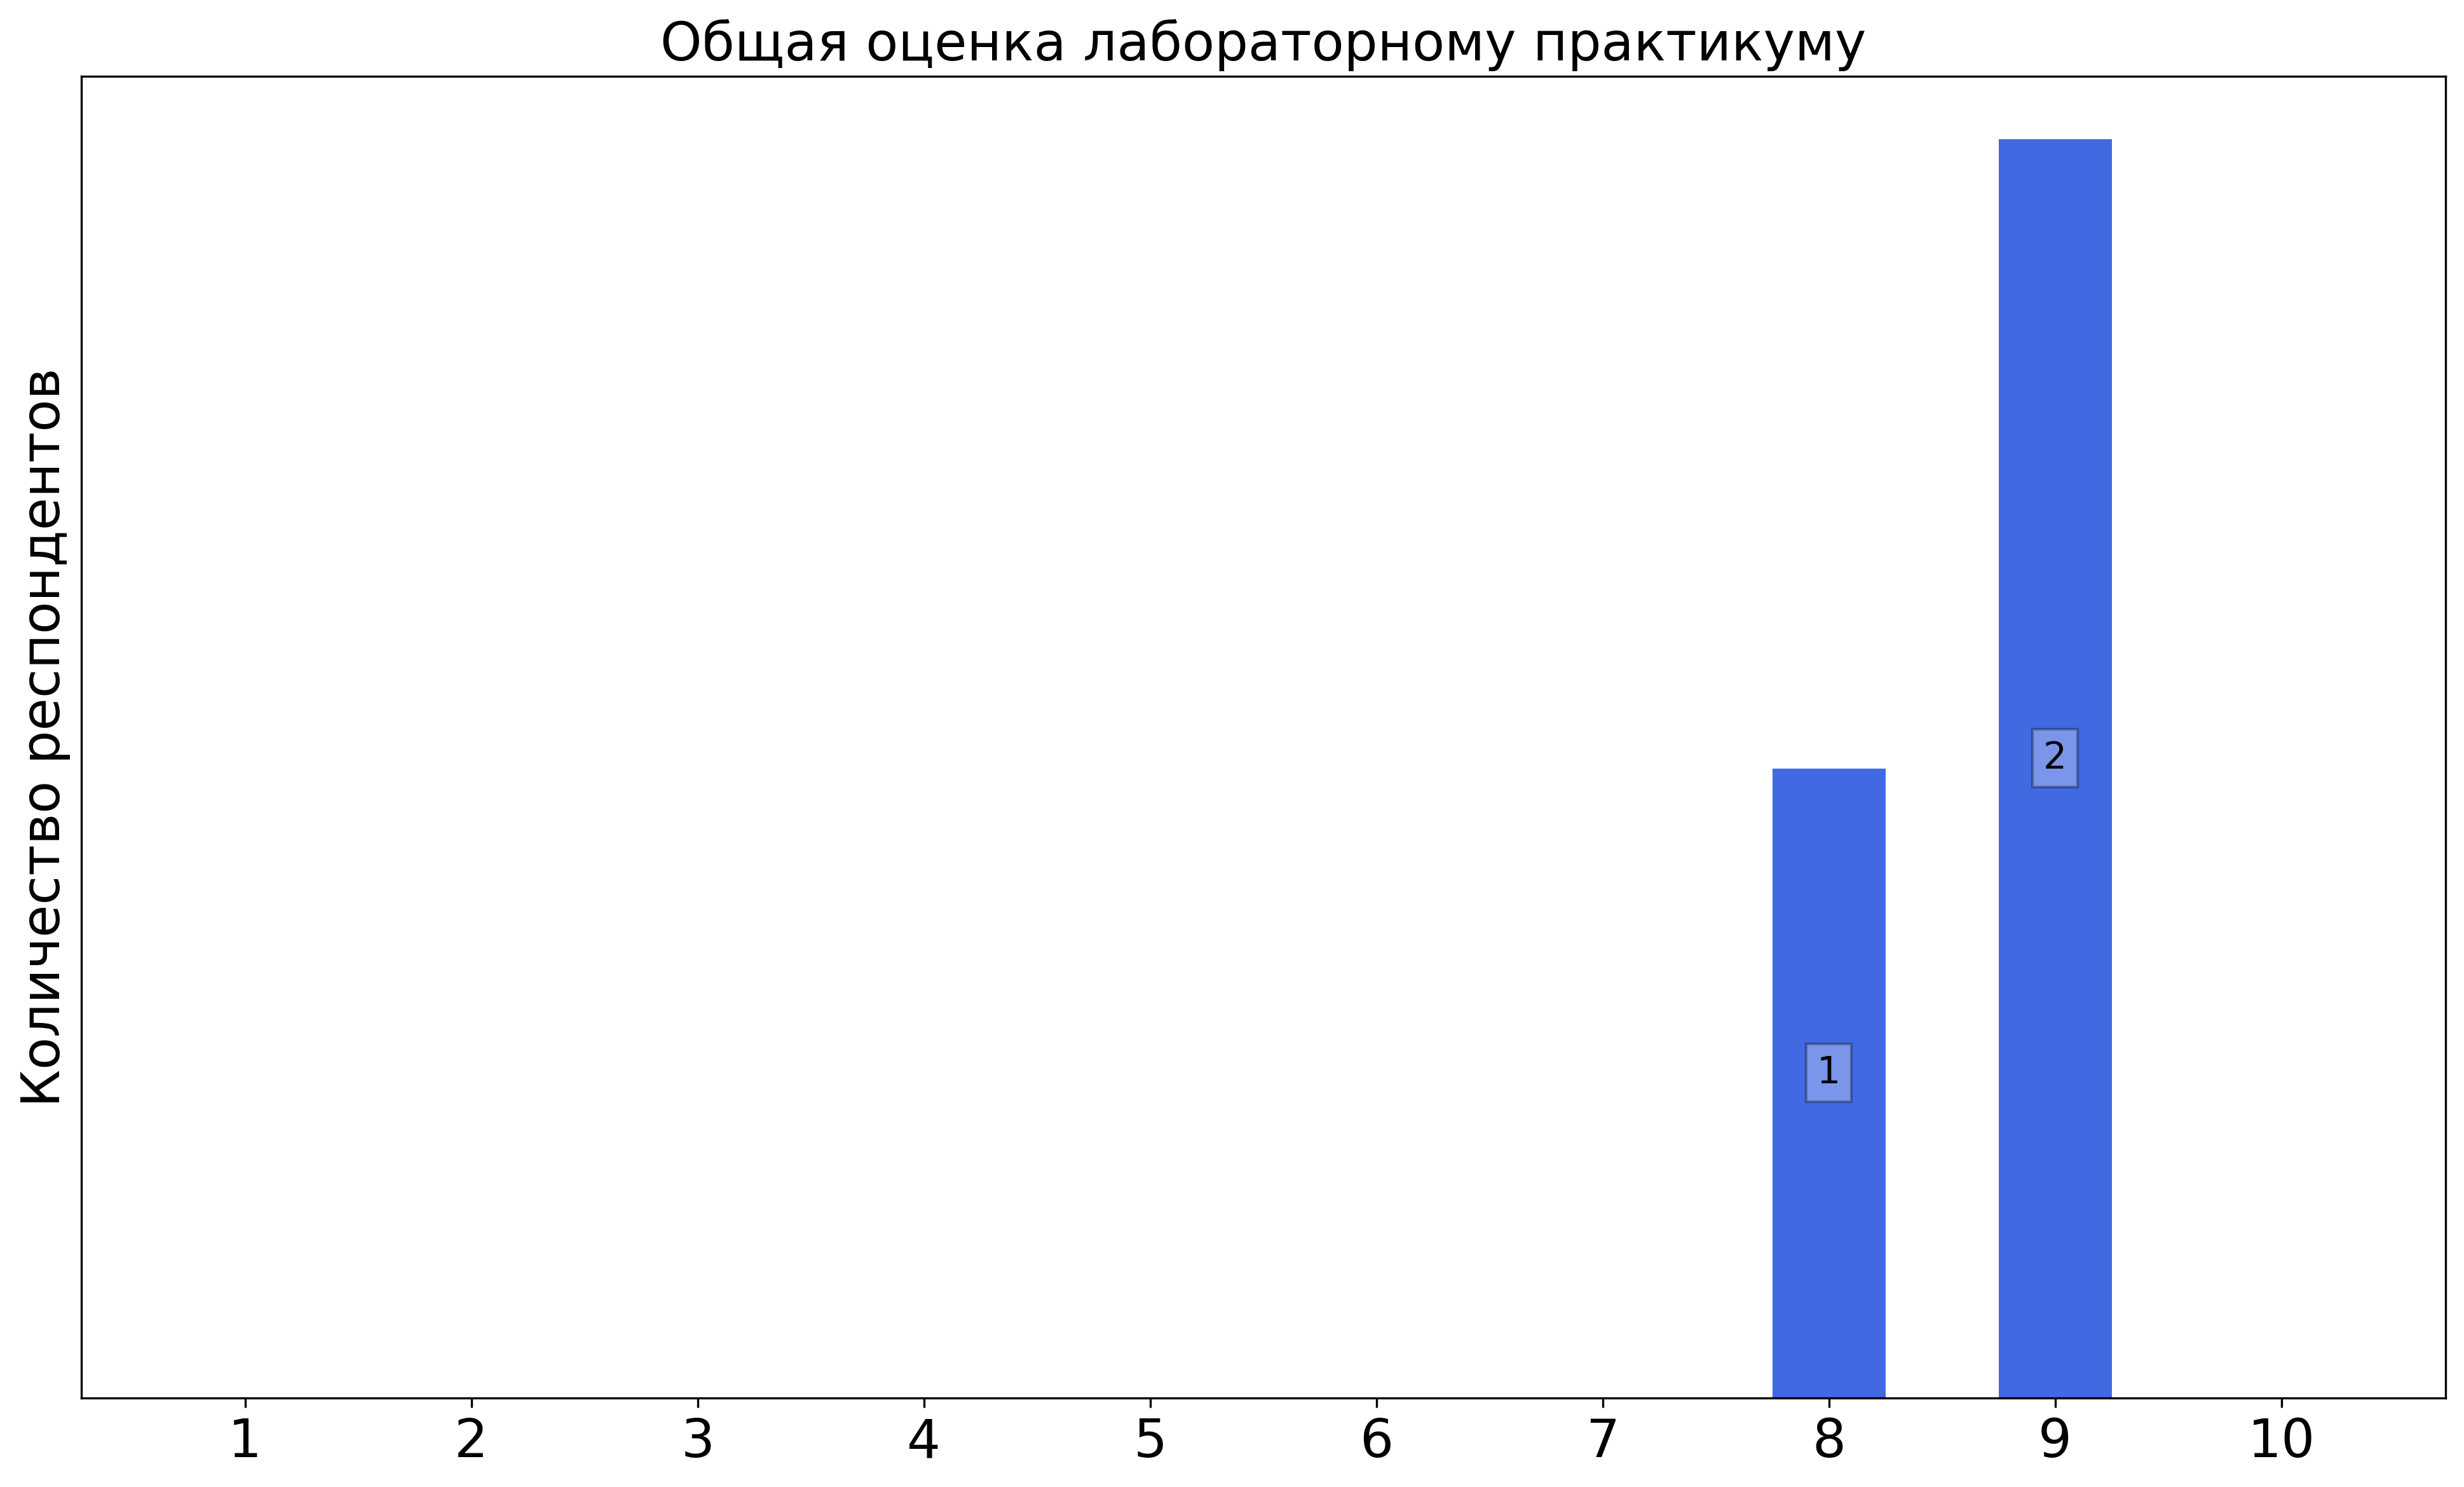 Общая оценка лабораторному практикуму
Количество респондентов
2
1
1 2 3 4 5 6 7 8 9 10